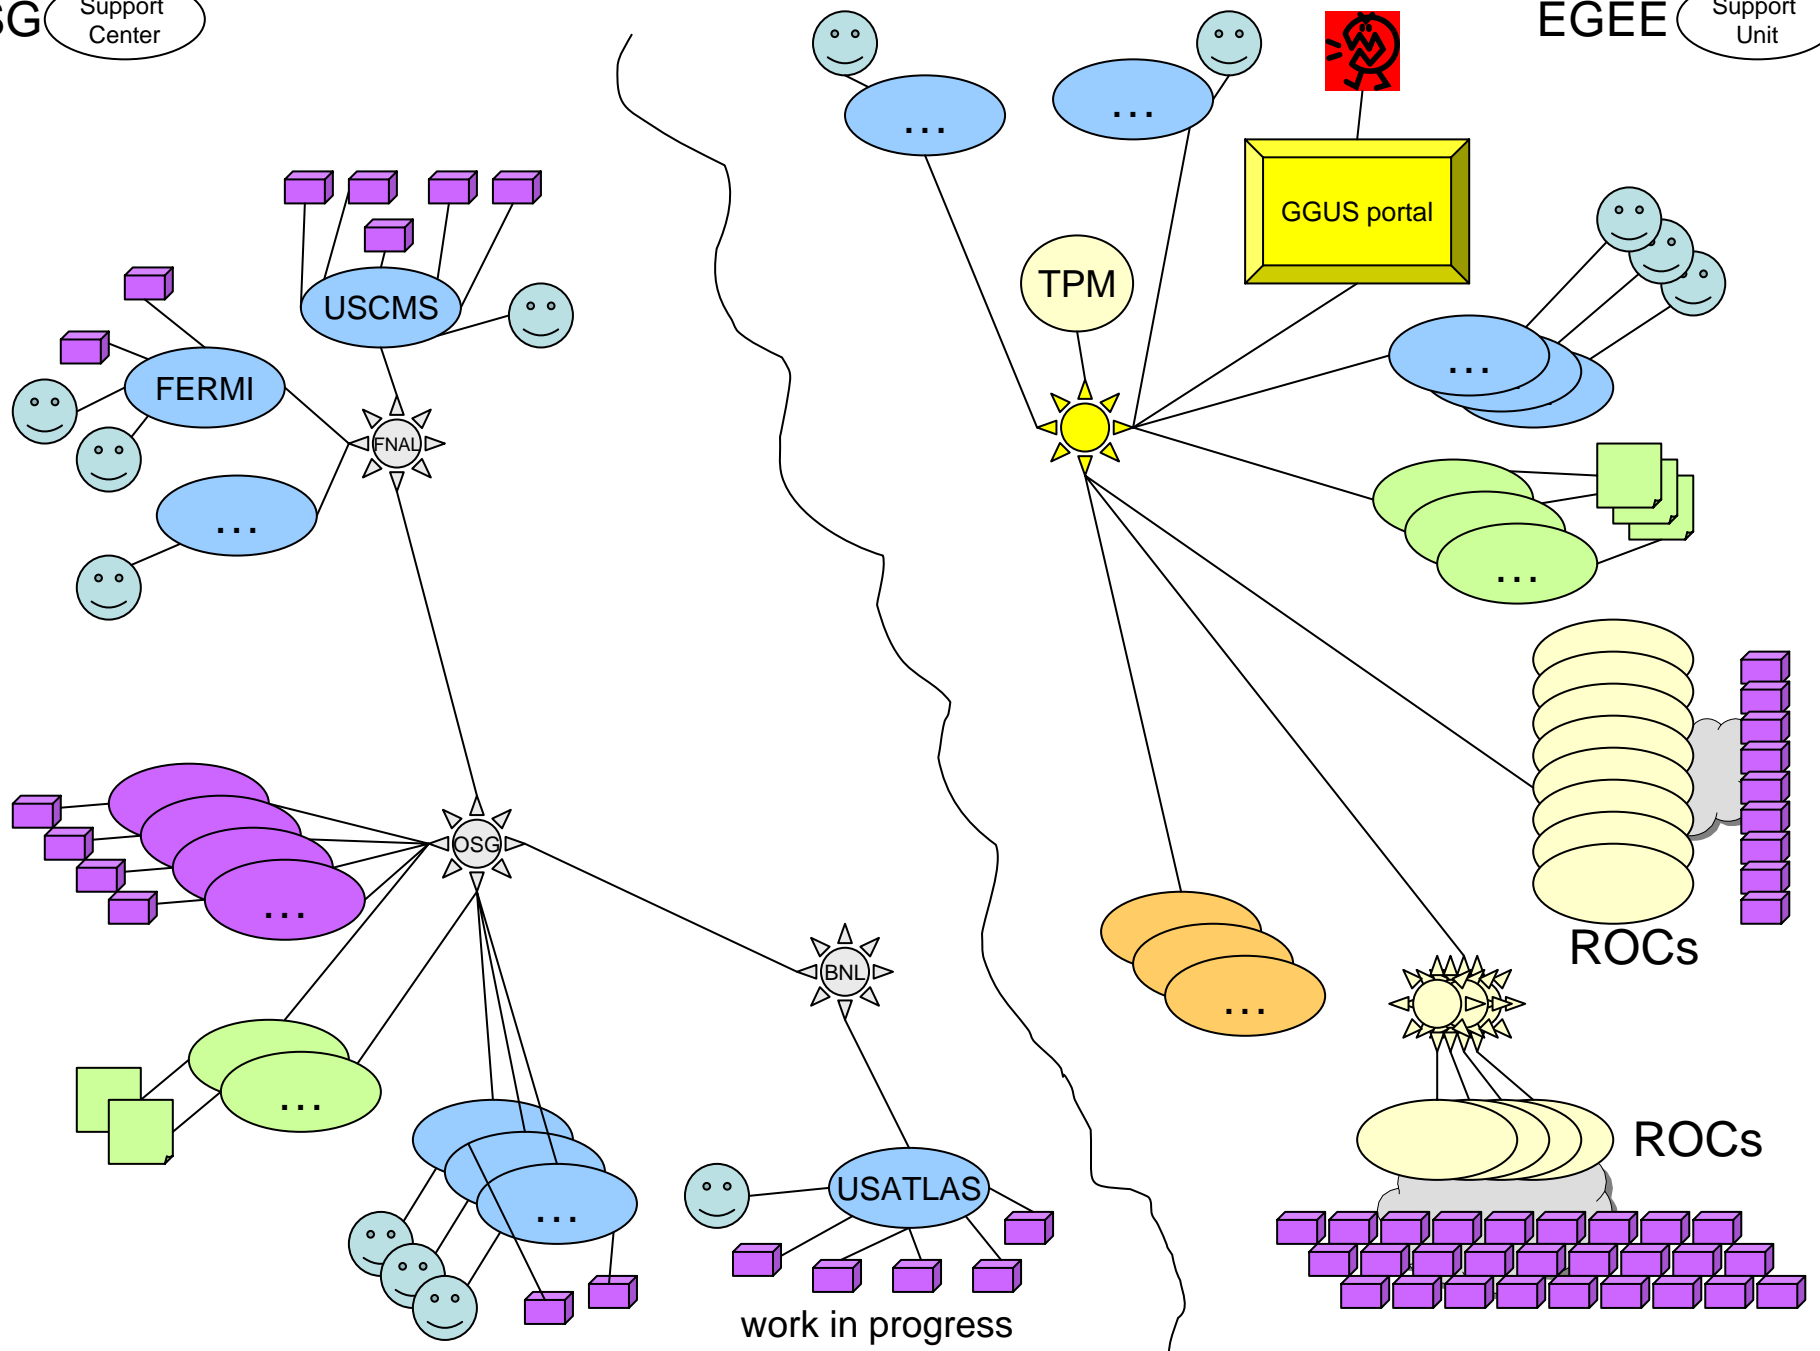 SG
Support
Center
EGEE
Support
Unit
...
...
GGUS portal
TPM
USCMS
FERMI
FNAL
...
...
...
ROCs
OSG
...
BNL
...
...
ROCs
...
USATLAS
work in progress